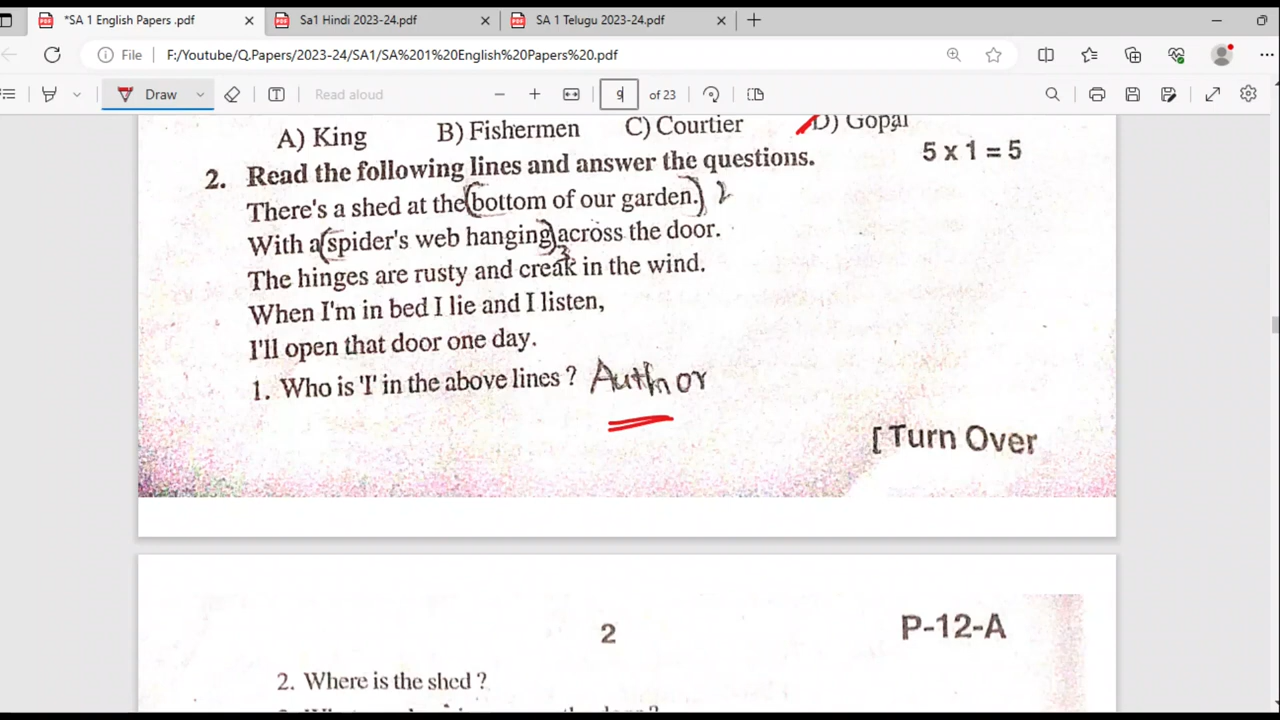 *SA 1 English Papers .pdf
Sa1 Hindi 2023-24.pdf
SA 1 Telugu 2023-24.pdf
File F:/Youtube/Q.Papers/2023-24/SA1/SA%201%20English%20Papers%20.pdf
Draw
Read aloud
9 of 23
A) King B) Fishermen C) Courtier D) Gopal
2. Read the following lines and answer the questions. 5 x 1 = 5
There's a shed at the (bottom of our garden.) 2
With a (spider's web hanging) across the door.
3
The hinges are rusty and creak in the wind.
When I'm in bed I lie and I listen,
I'll open that door one day.
1. Who is 'I' in the above lines ? Author
[ Turn Over
2 P-12-A
2. Where is the shed ?